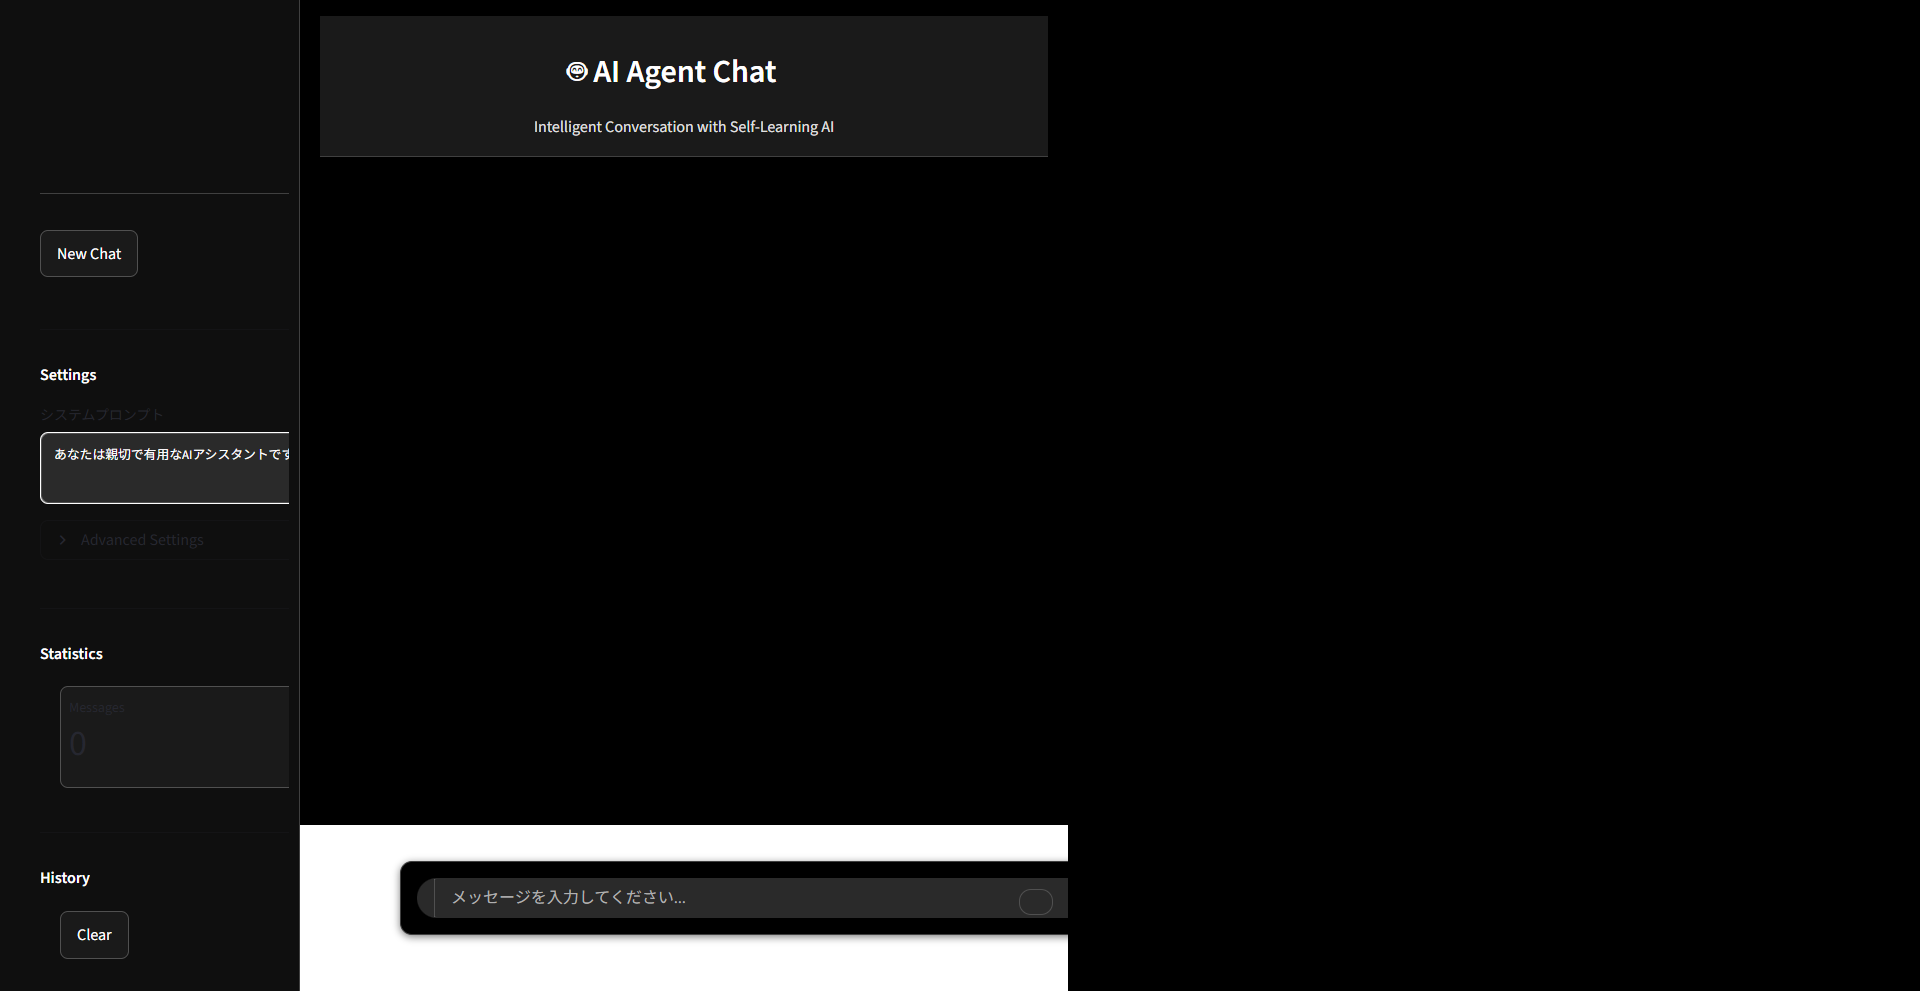 AI Agent Chat
Intelligent Conversation with Self-Learning AI
New Chat
Settings
システムプロンプト
あなたは親切で有用なAIアシスタントです
Advanced Settings
Statistics
Messages
0
History
Clear
メッセージを入力してください...